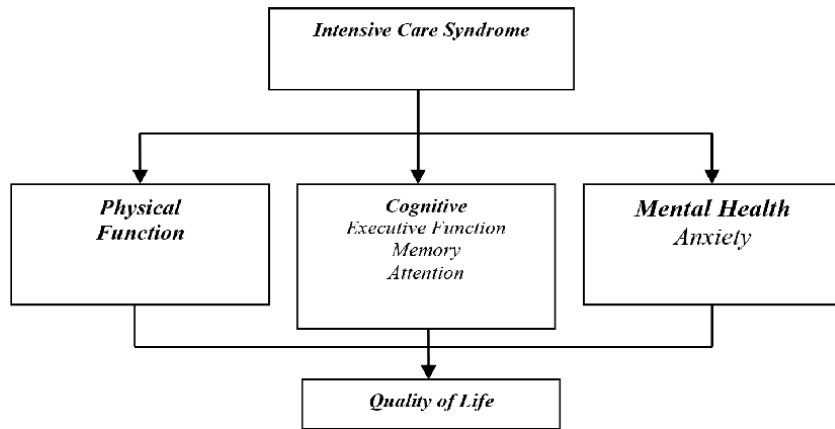 Intensive Care Syndrome
Physical
Function
Cognitive
Executive Function
Memory
Attention
Mental Health
Anxiety
Quality of Life